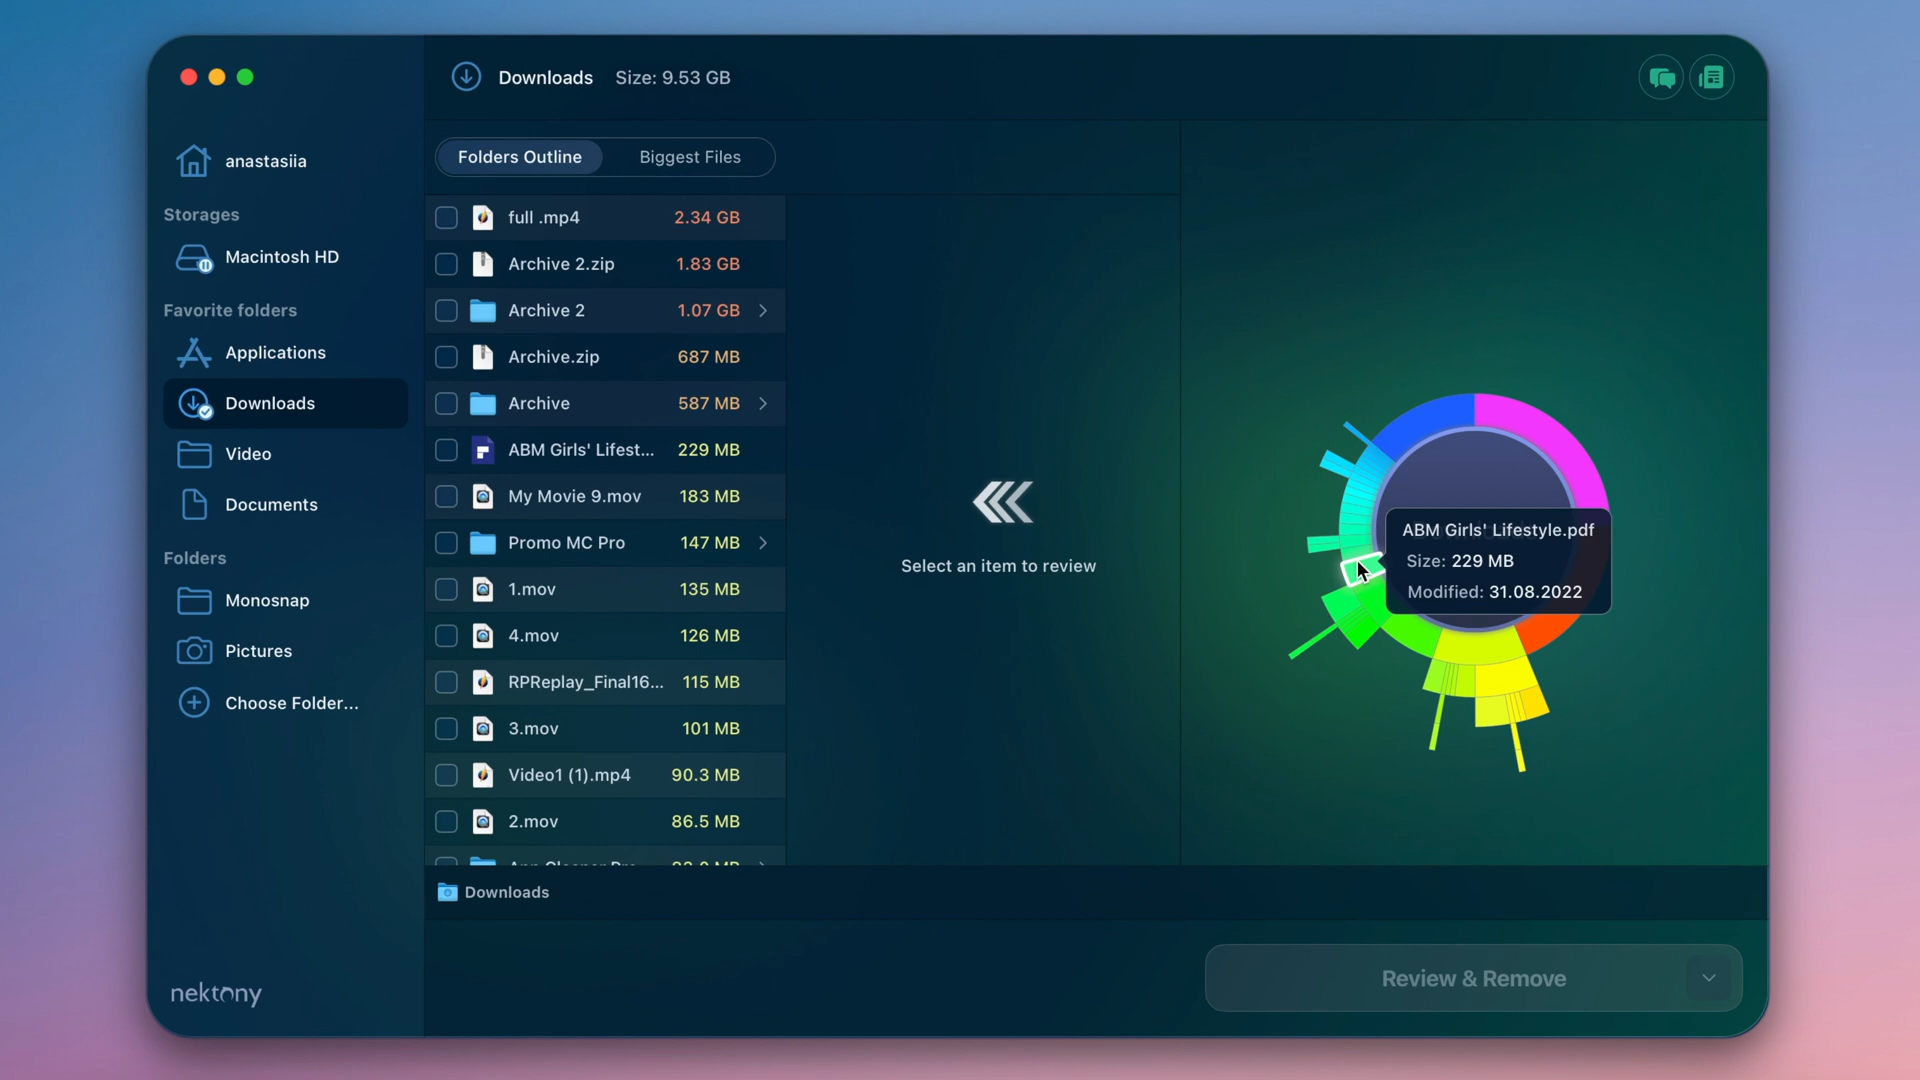 Downloads Size: 9.53 GB
anastasiia
Storages
Macintosh HD
Favorite folders
Applications
Downloads
Video
Documents
Folders
Monosnap
Pictures
Choose Folder...
nektony
Folders Outline Biggest Files
full .mp4 2.34 GB
Archive 2.zip 1.83 GB
Archive 2 1.07 GB
Archive.zip 687 MB
Archive 587 MB
ABM Girls' Lifest... 229 MB
My Movie 9.mov 183 MB
Promo MC Pro 147 MB
1.mov 135 MB
4.mov 126 MB
RPReplay_Final16... 115 MB
3.mov 101 MB
Video1 (1).mp4 90.3 MB
2.mov 86.5 MB
Select an item to review
ABM Girls' Lifestyle.pdf
Size: 229 MB
Modified: 31.08.2022
Downloads
Review & Remove